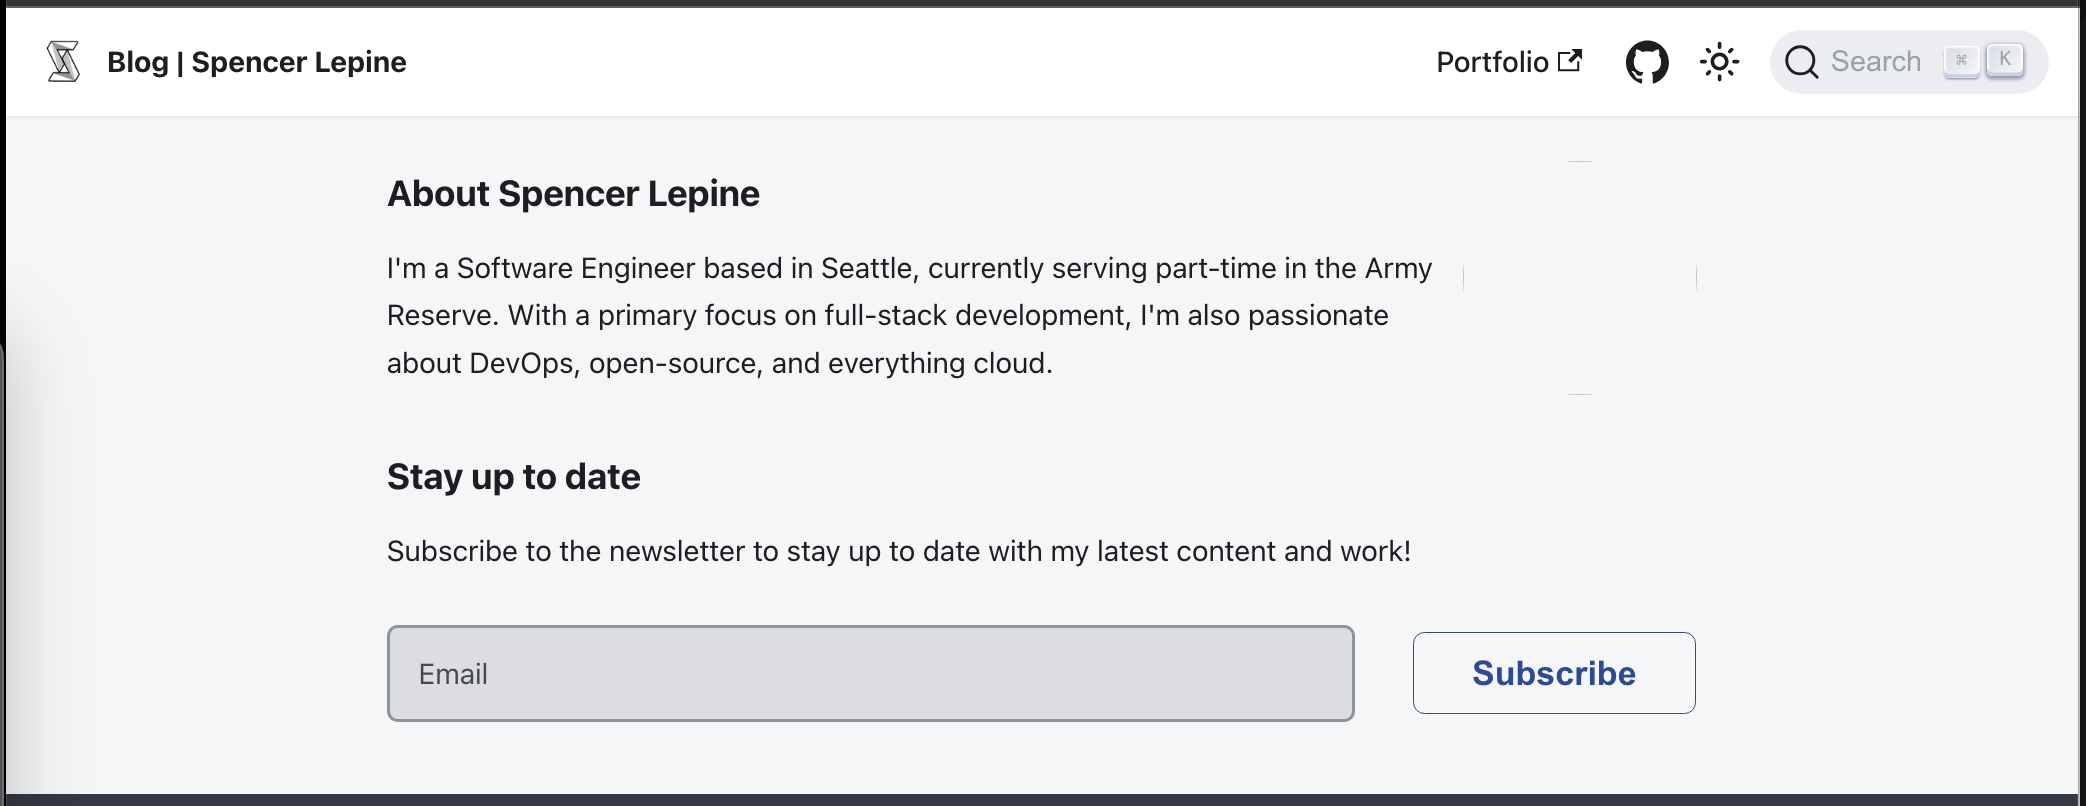 Blog | Spencer Lepine
Portfolio
Search ⌘ K
About Spencer Lepine
I'm a Software Engineer based in Seattle, currently serving part-time in the Army
Reserve. With a primary focus on full-stack development, I'm also passionate
about DevOps, open-source, and everything cloud.
Stay up to date
Subscribe to the newsletter to stay up to date with my latest content and work!
Email
Subscribe